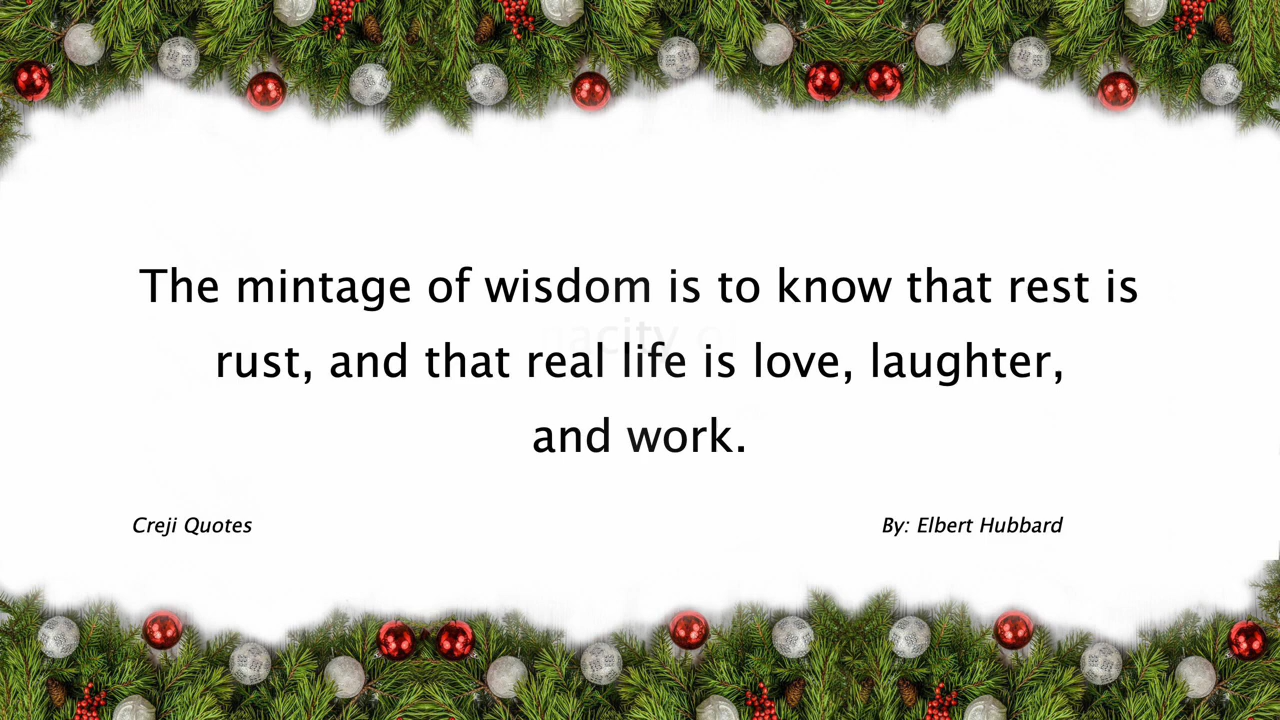 The mintage of wisdom is to know that rest is
rust, and that real life is love, laughter,
and work.
Creji Quotes
By: Elbert Hubbard